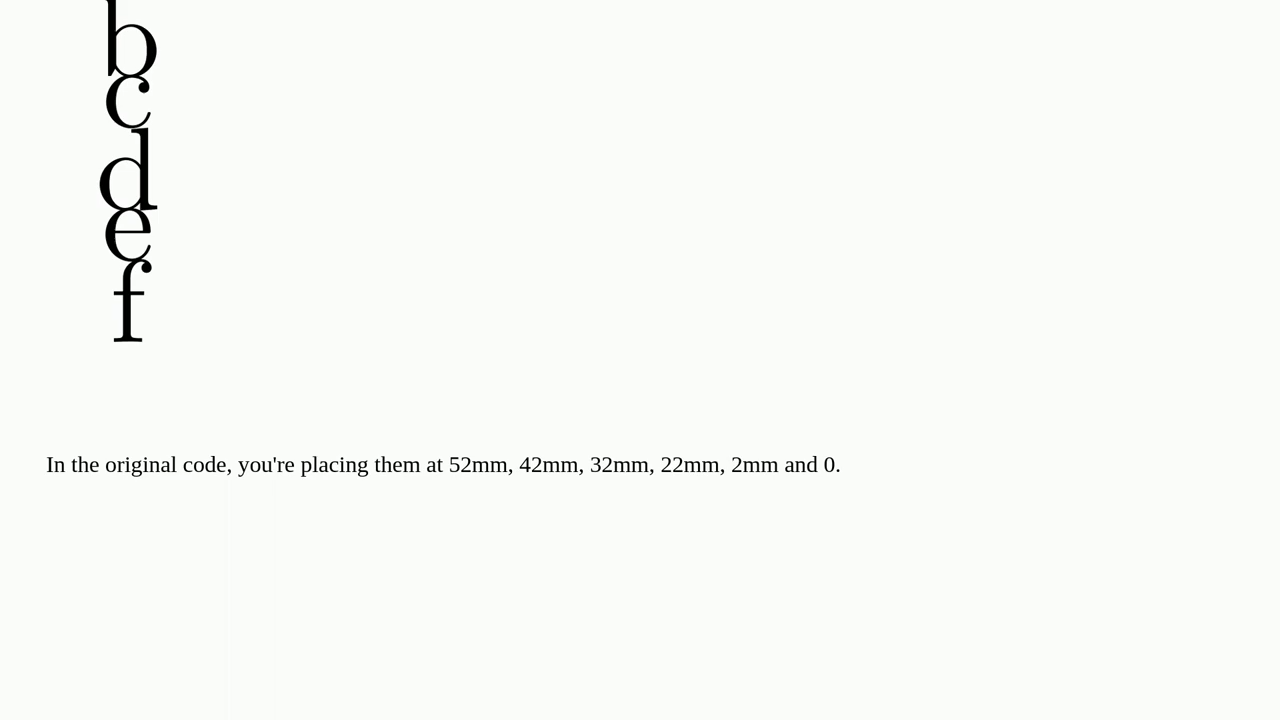 b
c
d
e
f
In the original code, you're placing them at 52mm, 42mm, 32mm, 22mm, 2mm and 0.